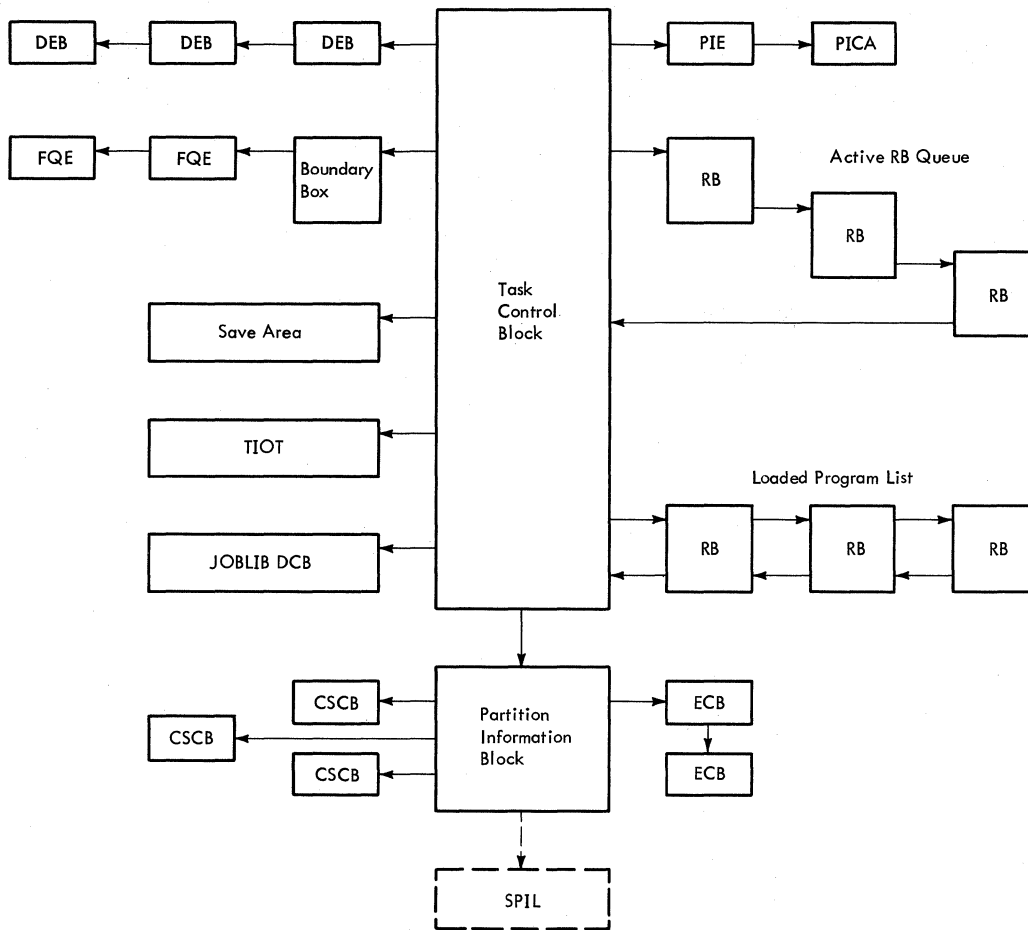 DEB
DEB
DEB
PIE
PICA
FQE
FQE
Boundary
Box
RB
Active RB Queue
RB
RB
Task
Control
Block
Save Area
TIOT
Loaded Program List
JOBLIB DCB
RB
RB
RB
CSCB
CSCB
CSCB
Partition
Information
Block
ECB
ECB
SPIL